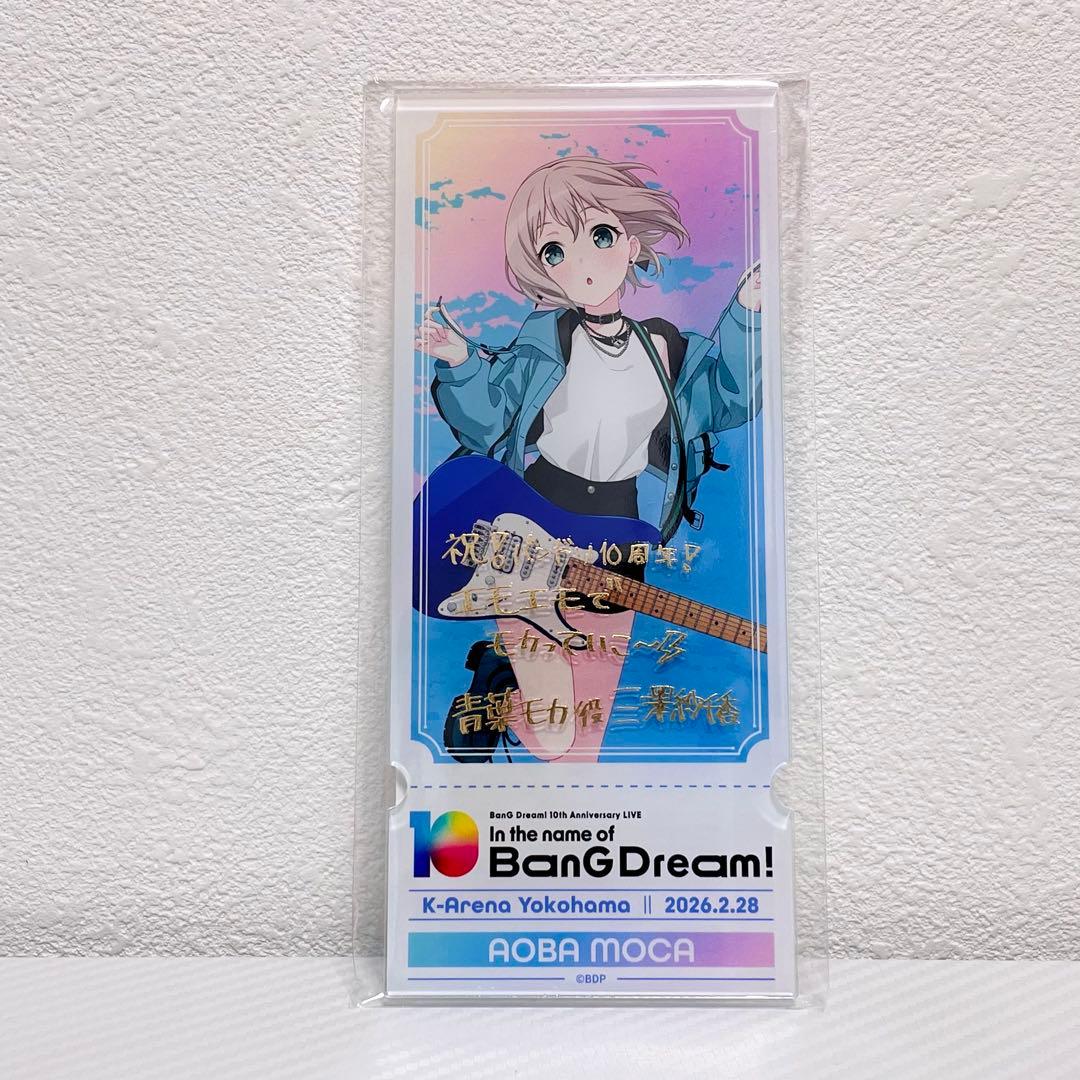 祝!バンドリ10周年!
エモエモで
モカっていこ〜
青葉モカ役 三澤紗千香
10
BanG Dream! 10th Anniversary LIVE
In the name of
BanG Dream!
K-Arena Yokohama || 2026.2.28
AOBA MOCA
©BDP